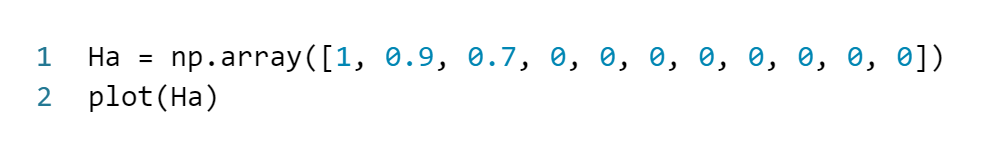 1 Ha = np.array([1, 0.9, 0.7, 0, 0, 0, 0, 0, 0, 0, 0])
2 plot(Ha)